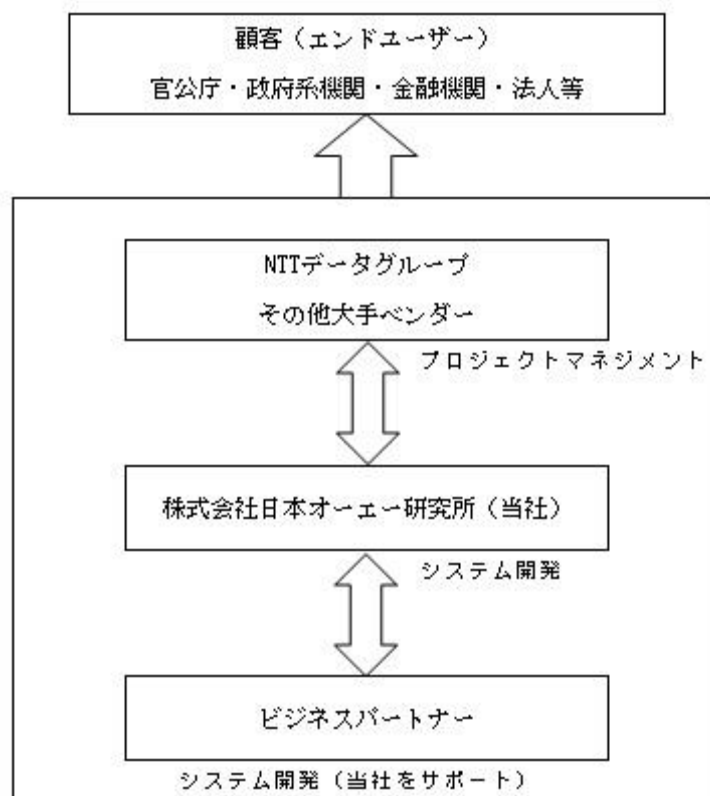 顧客（エンドユーザー）
官公庁・政府系機関・金融機関・法人等
NTTデータグループ
その他大手ベンダー
プロジェクトマネジメント
株式会社日本オーエー研究所（当社）
システム開発
ビジネスパートナー
システム開発（当社をサポート）